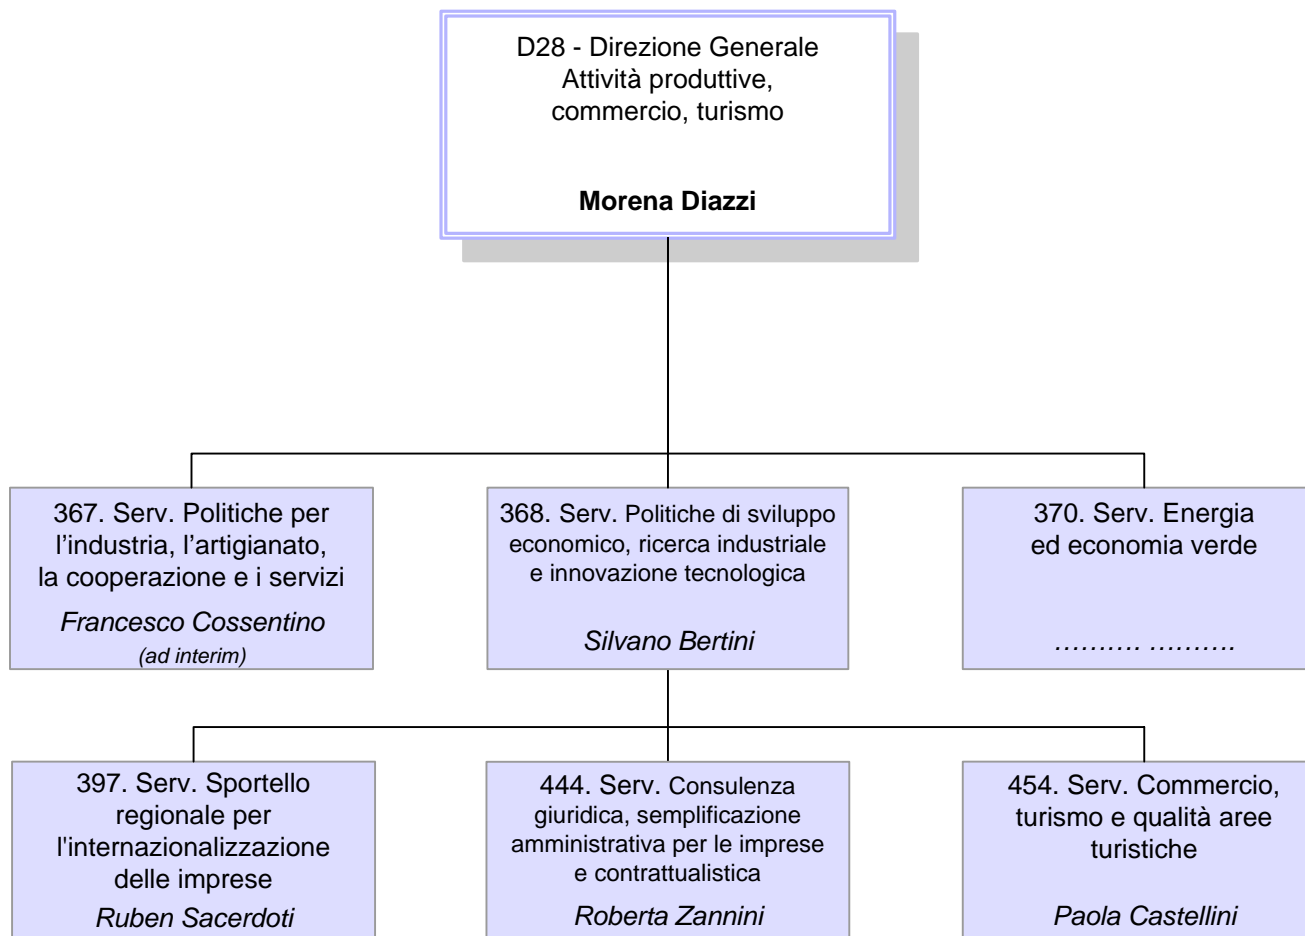 D28 - Direzione Generale
Attività produttive,
commercio, turismo
Morena Diazzi
367. Serv. Politiche per
l’industria, l’artigianato,
la cooperazione e i servizi
Francesco Cossentino
(ad interim)
368. Serv. Politiche di sviluppo
economico, ricerca industriale
e innovazione tecnologica
Silvano Bertini
370. Serv. Energia
ed economia verde
………. ……….
397. Serv. Sportello
regionale per
l'internazionalizzazione
delle imprese
Ruben Sacerdoti
444. Serv. Consulenza
giuridica, semplificazione
amministrativa per le imprese
e contrattualistica
Roberta Zannini
454. Serv. Commercio,
turismo e qualità aree
turistiche
Paola Castellini